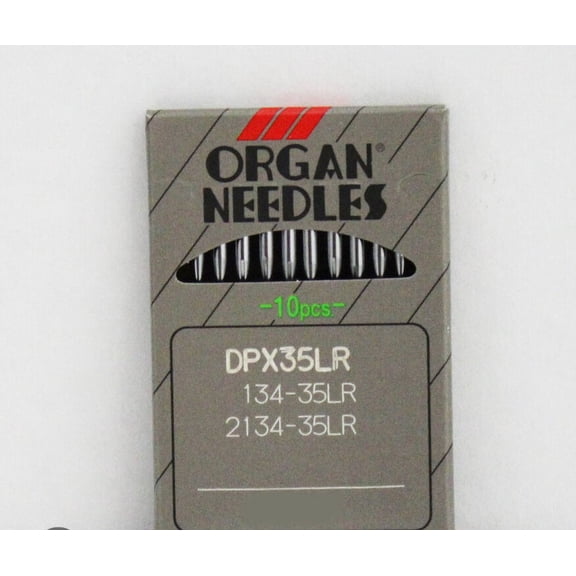 ORGAN®
NEEDLES
-10pcs.-
DPX35LR
134-35LR
2134-35LR